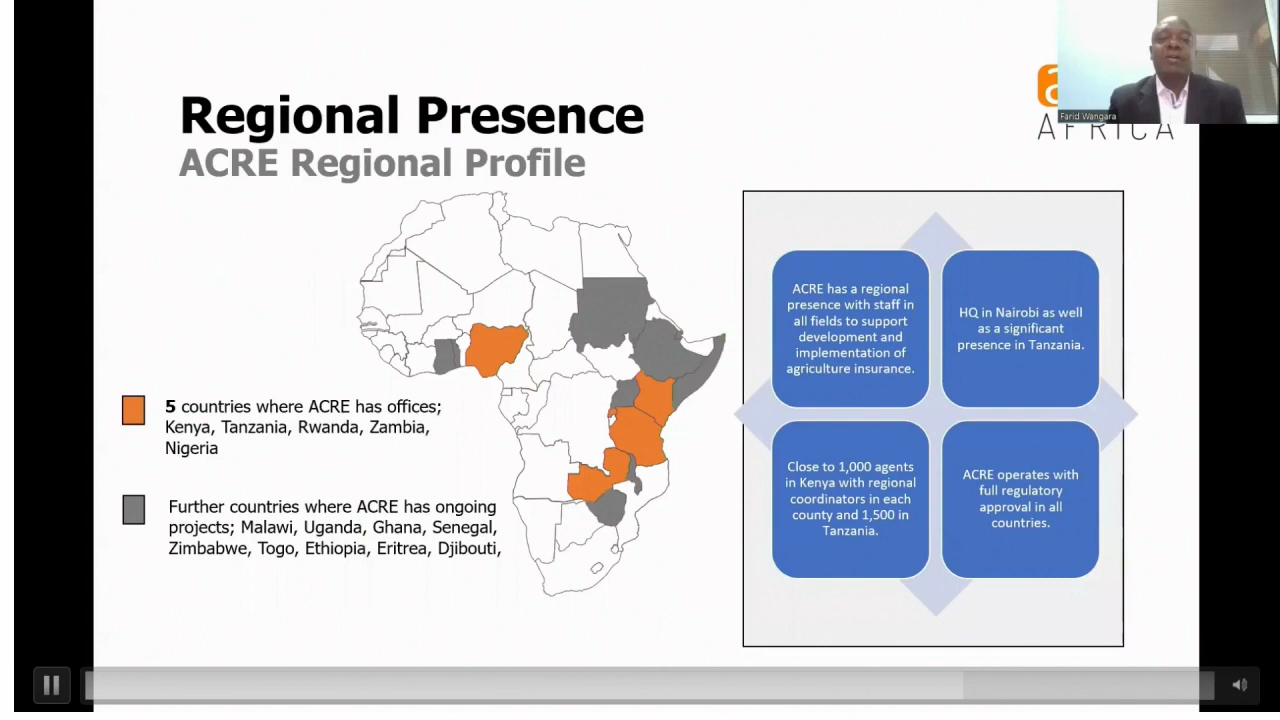 Regional Presence
ACRE Regional Profile
AFRICA
Farid Wangara
5 countries where ACRE has offices;
Kenya, Tanzania, Rwanda, Zambia,
Nigeria
Further countries where ACRE has ongoing
projects; Malawi, Uganda, Ghana, Senegal,
Zimbabwe, Togo, Ethiopia, Eritrea, Djibouti,
ACRE has a regional
presence with staff in
all fields to support
development and
implementation of
agriculture insurance.
HQ in Nairobi as well
as a significant
presence in Tanzania.
Close to 1,000 agents
in Kenya with regional
coordinators in each
county and 1,500 in
Tanzania.
ACRE operates with
full regulatory
approval in all
countries.